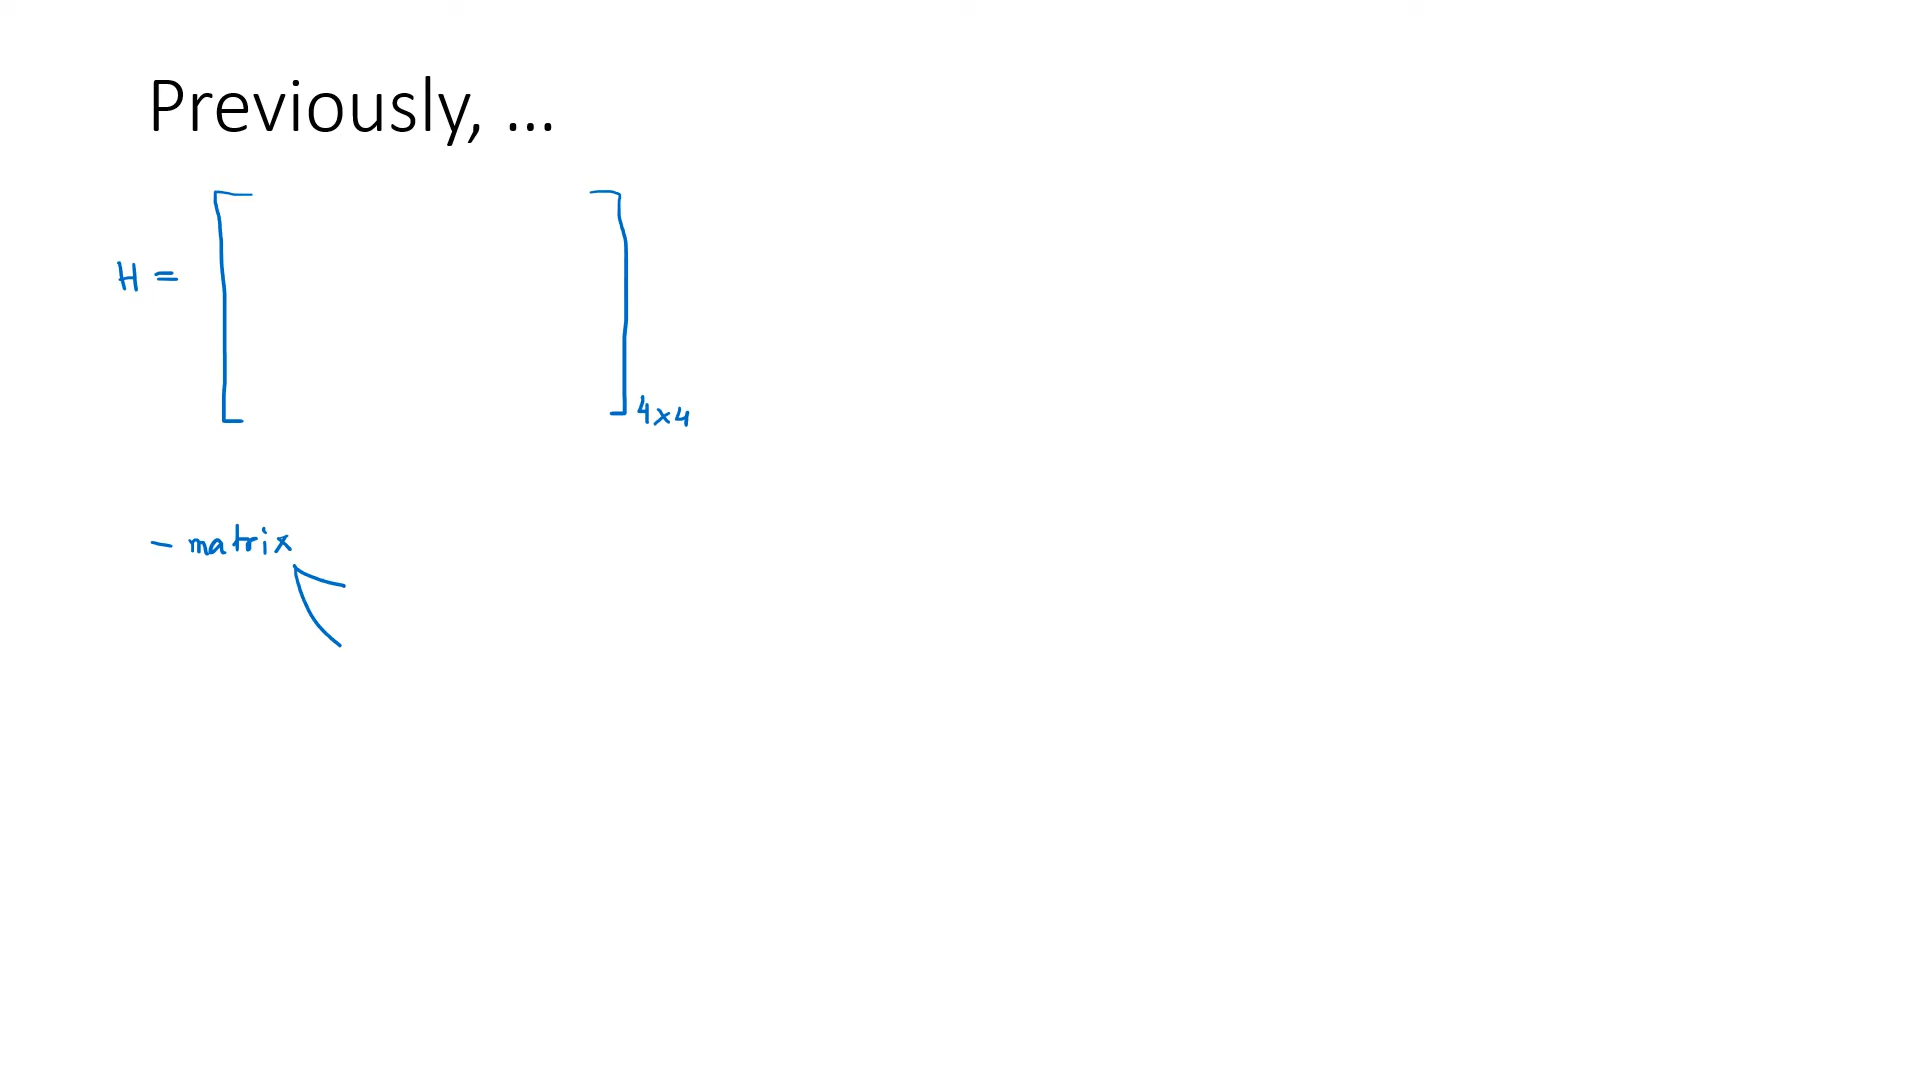 Previously, ...
H =
4x4
- matrix